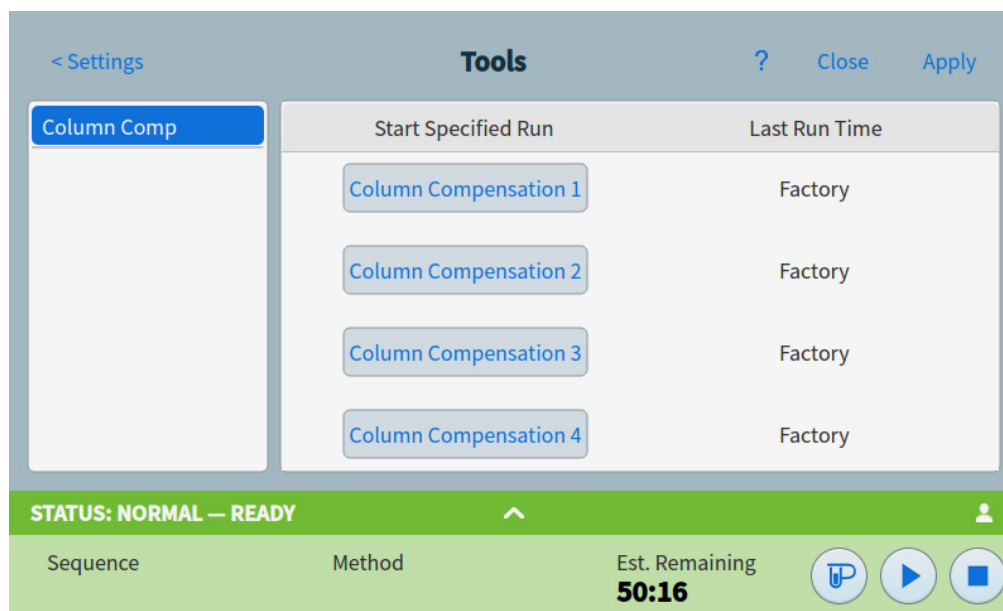 < Settings Tools ? Close Apply
Column Comp
Start Specified Run Last Run Time
Column Compensation 1 Factory
Column Compensation 2 Factory
Column Compensation 3 Factory
Column Compensation 4 Factory
STATUS: NORMAL — READY
Sequence Method Est. Remaining
50:16